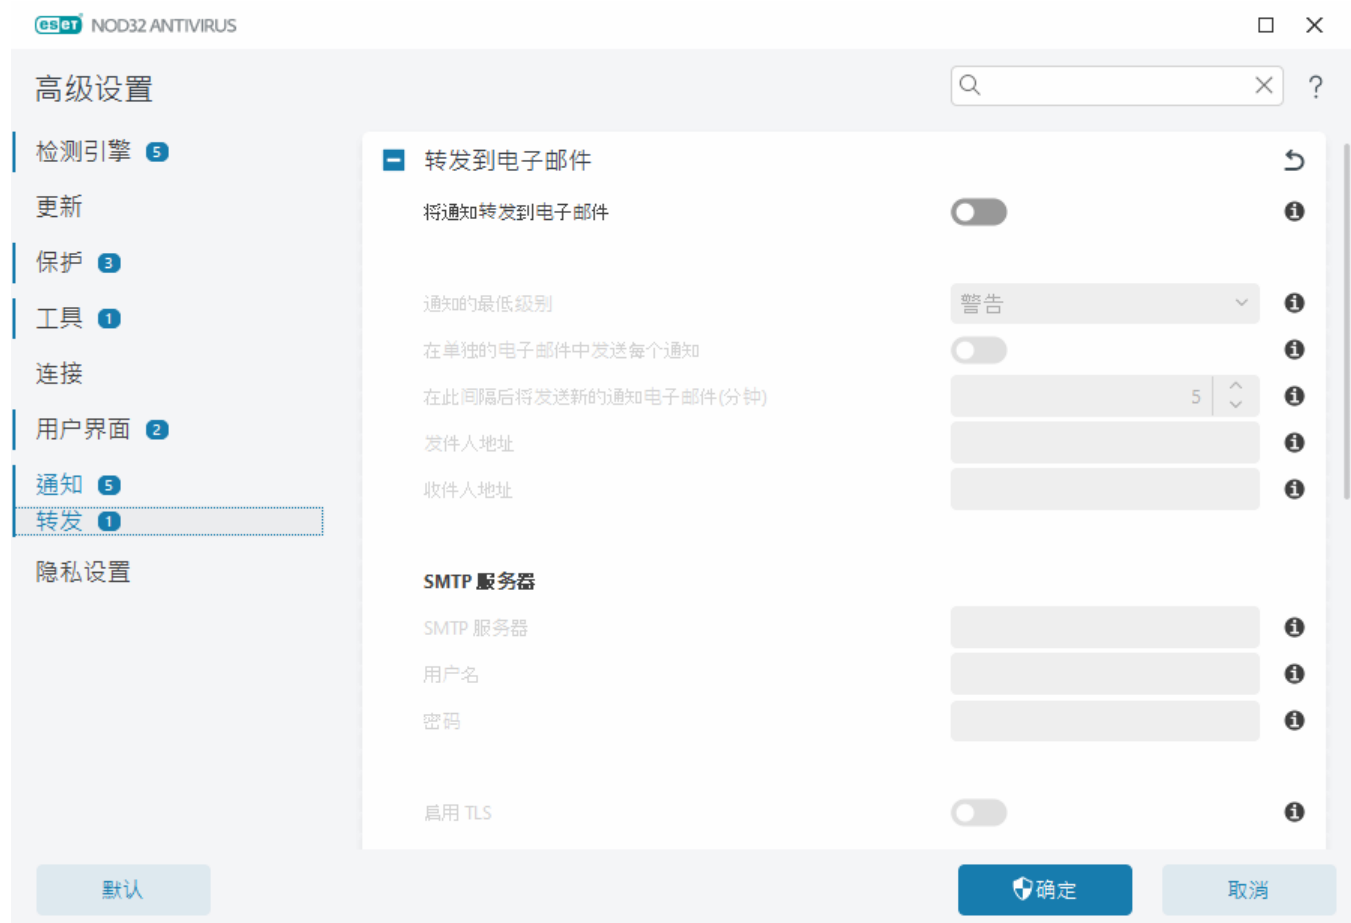 eset NOD32 ANTIVIRUS
高级设置
?
检测引擎 5
更新
保护 3
工具 1
连接
用户界面 2
通知 5
转发 1
隐私设置
转发到电子邮件
将通知转发到电子邮件
通知的最低级别 警告
在单独的电子邮件中发送每个通知
在此间隔后将发送新的通知电子邮件(分钟) 5
发件人地址
收件人地址
SMTP 服务器
SMTP 服务器
用户名
密码
启用 TLS
默认
确定
取消